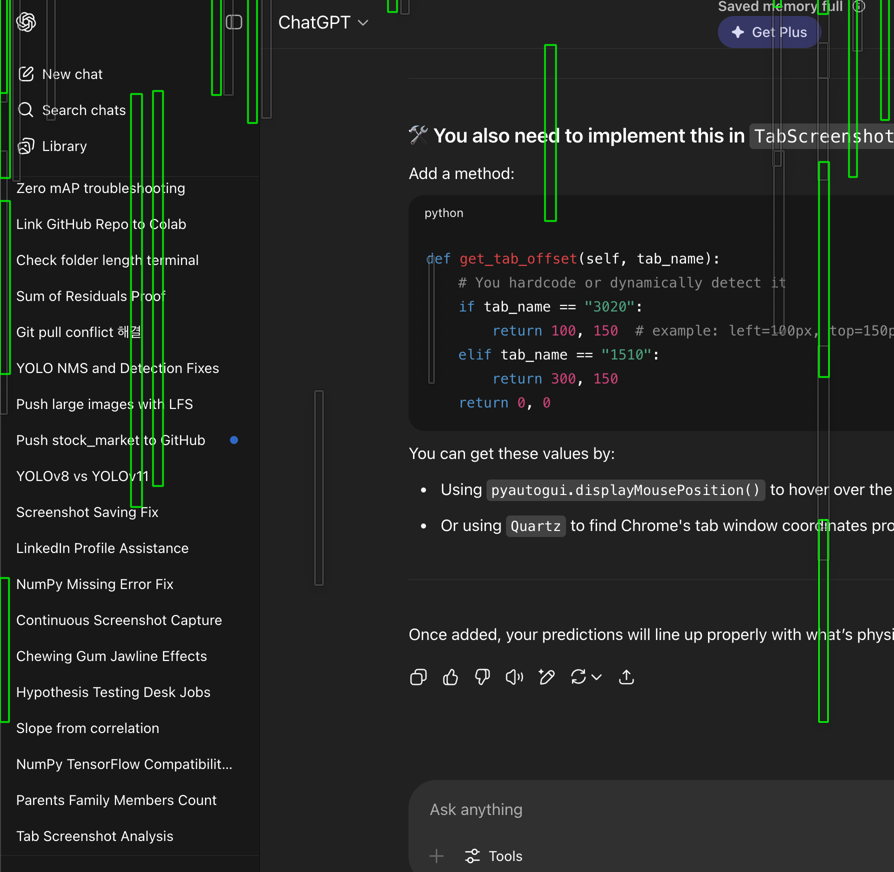 ChatGPT
Saved memory full
Get Plus
New chat
Search chats
Library
Zero mAP troubleshooting
Link GitHub Repo to Colab
Check folder length terminal
Sum of Residuals Proof
Git pull conflict 해결
YOLO NMS and Detection Fixes
Push large images with LFS
Push stock_market to GitHub
YOLOv8 vs YOLOv11
Screenshot Saving Fix
LinkedIn Profile Assistance
NumPy Missing Error Fix
Continuous Screenshot Capture
Chewing Gum Jawline Effects
Hypothesis Testing Desk Jobs
Slope from correlation
NumPy TensorFlow Compatibilit...
Parents Family Members Count
Tab Screenshot Analysis
🛠️ You also need to implement this in TabScreenshot
Add a method:
python
def get_tab_offset(self, tab_name):
# You hardcode or dynamically detect it
if tab_name == "3020":
return 100, 150  # example: left=100px, top=150p
elif tab_name == "1510":
return 300, 150
return 0, 0
You can get these values by:
• Using pyautogui.displayMousePosition() to hover over the
• Or using Quartz to find Chrome's tab window coordinates pro
Once added, your predictions will line up properly with what's physi
Ask anything
Tools